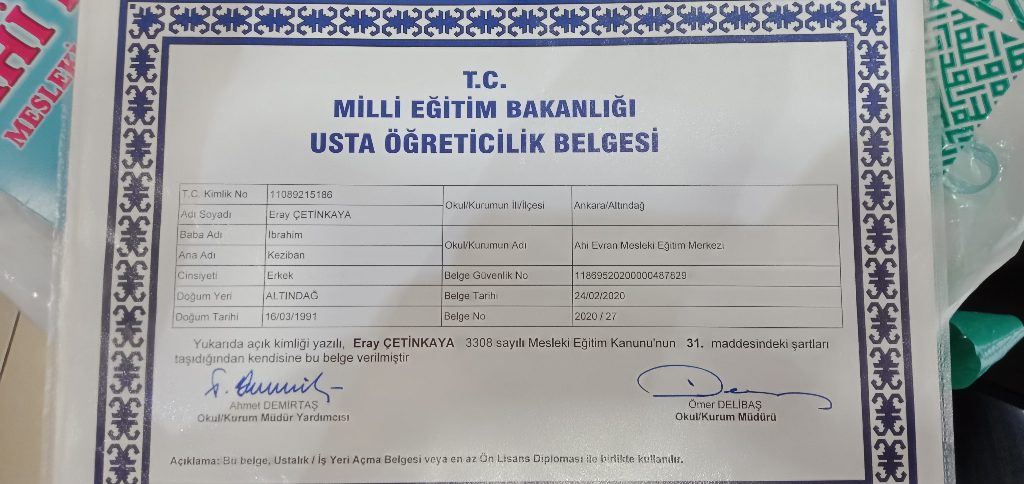 Hİ
MESLEKİ
T.C.
MİLLİ EĞİTİM BAKANLIĞI
USTA ÖĞRETİCİLİK BELGESİ
T.C. Kimlik No 11089215186
Adı Soyadı Eray ÇETİNKAYA
Okul/Kurumun İli/İlçesi Ankara/Altındağ
Baba Adı İbrahim
Ana Adı Keziban
Okul/Kurumun Adı Ahi Evran Mesleki Eğitim Merkezi
Cinsiyeti Erkek Belge Güvenlik No 11869520200000487829
Doğum Yeri ALTINDAĞ Belge Tarihi 24/02/2020
Doğum Tarihi 16/03/1991 Belge No 2020 / 27
Yukarıda açık kimliği yazılı, Eray ÇETİNKAYA 3308 sayılı Mesleki Eğitim Kanunu'nun 31. maddesindeki şartları
taşıdığından kendisine bu belge verilmiştir
Ahmet DEMİRTAŞ
Okul/Kurum Müdür Yardımcısı
Ömer DELİBAŞ
Okul/Kurum Müdürü
Açıklama: Bu belge, Ustalık / İş Yeri Açma Belgesi veya en az Ön Lisans Diploması ile birlikte kullanılır.